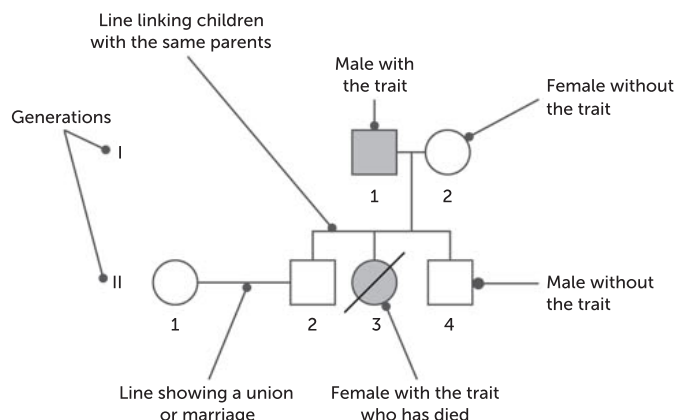 Line linking children
with the same parents
Male with
the trait
Female without
the trait
Generations
I
1
2
II
Male without
the trait
1
2
3
4
Line showing a union
or marriage
Female with the trait
who has died